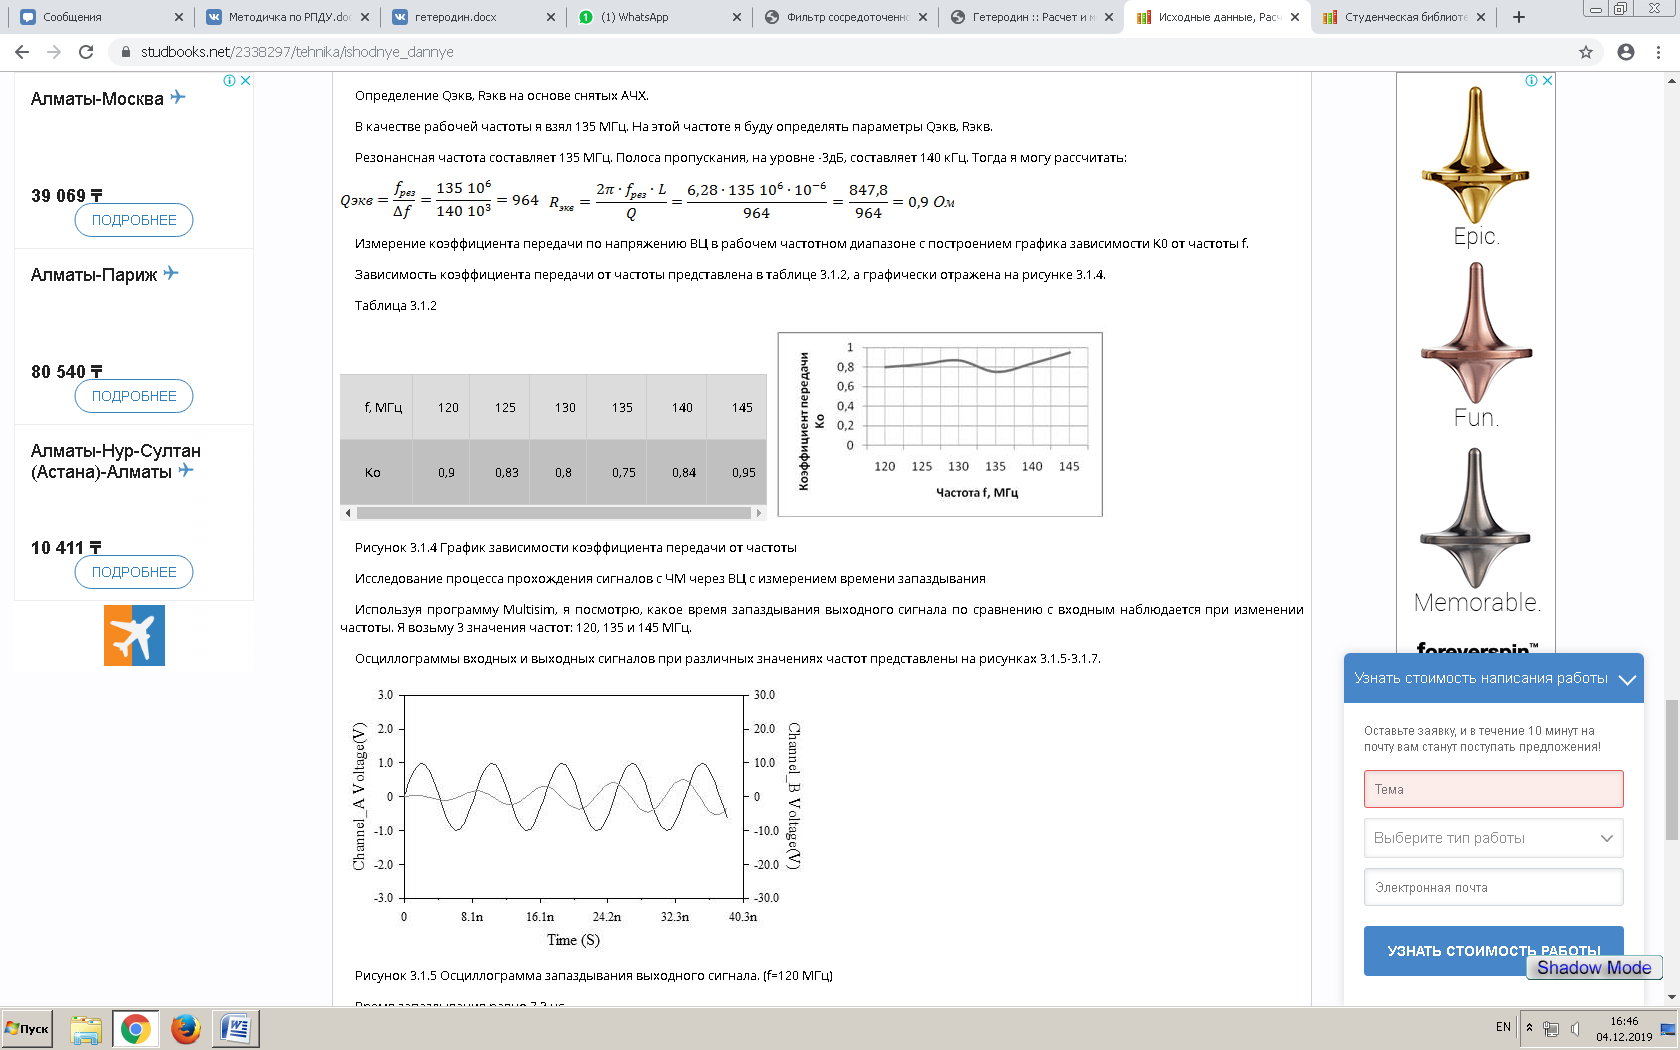 Сообщения
Методичка по РПДУ.doc
гетеродин.docx
(1) WhatsApp
Фильтр сосредоточенн
Гетеродин :: Расчет и м
Исходные данные, Расч
Студенческая библиоте
studbooks.net/2338297/tehnika/ishodnye_dannye
Алматы-Москва
39 069 ₸
ПОДРОБНЕЕ
Алматы-Париж
80 540 ₸
ПОДРОБНЕЕ
Алматы-Нур-Султан
(Астана)-Алматы
10 411 ₸
ПОДРОБНЕЕ
Определение Qэкв, Rэкв на основе снятых АЧХ.
В качестве рабочей частоты я взял 135 МГц. На этой частоте я буду определять параметры Qэкв, Rэкв.
Резонансная частота составляет 135 МГц. Полоса пропускания, на уровне -3дБ, составляет 140 кГц. Тогда я могу рассчитать:
Qэкв = fрез / Δf = 135 10⁶ / 140 10³ = 964 Rэкв = 2π · fрез · L / Q = 6,28 · 135 10⁶ · 10⁻⁶ / 964 = 847,8 / 964 = 0,9 Ом
Измерение коэффициента передачи по напряжению ВЦ в рабочем частотном диапазоне с построением графика зависимости K0 от частоты f.
Зависимость коэффициента передачи от частоты представлена в таблице 3.1.2, а графически отражена на рисунке 3.1.4.
Таблица 3.1.2
f, МГц 120 125 130 135 140 145
Ko 0,9 0,83 0,8 0,75 0,84 0,95
Коэффициент передачи
Ko
1
0,8
0,6
0,4
0,2
0
120 125 130 135 140 145
Частота f, МГц
Рисунок 3.1.4 График зависимости коэффициента передачи от частоты
Исследование процесса прохождения сигналов с ЧМ через ВЦ с измерением времени запаздывания
Используя программу Multisim, я посмотрю, какое время запаздывания выходного сигнала по сравнению с входным наблюдается при изменении
частоты. Я возьму 3 значения частот: 120, 135 и 145 МГц.
Осциллограммы входных и выходных сигналов при различных значениях частот представлены на рисунках 3.1.5-3.1.7.
Channel_A Voltage(V)
3.0
2.0
1.0
0
-1.0
-2.0
-3.0
30.0
20.0
10.0
0
-10.0
-20.0
-30.0
Channel_B Voltage(V)
0 8.1n 16.1n 24.2n 32.3n 40.3n
Time (S)
Рисунок 3.1.5 Осциллограмма запаздывания выходного сигнала. (f=120 МГц)
Время запаздывания равно 7,3 нс
Epic.
Fun.
Memorable.
foreverspin™
Узнать стоимость написания работы
Оставьте заявку, и в течение 10 минут на
почту вам станут поступать предложения!
Тема
Выберите тип работы
Электронная почта
УЗНАТЬ СТОИМОСТЬ РАБОТЫ
Shadow Mode
Пуск
EN
16:46
04.12.2019